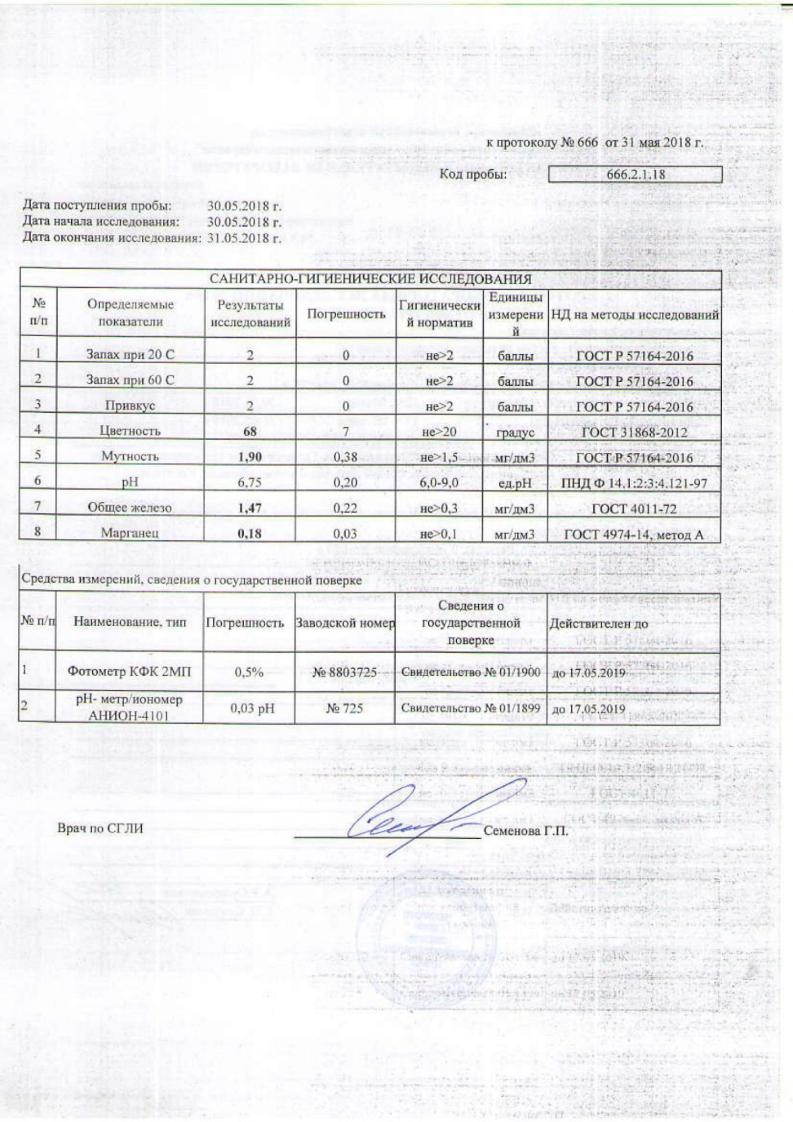 к протоколу № 666 от 31 мая 2018 г.
Код пробы: 666.2.1.18
Дата поступления пробы: 30.05.2018 г.
Дата начала исследования: 30.05.2018 г.
Дата окончания исследования: 31.05.2018 г.
САНИТАРНО-ГИГИЕНИЧЕСКИЕ ИССЛЕДОВАНИЯ
№ п/п Определяемые показатели Результаты исследований Погрешность Гигиенически й норматив Единицы измерени й НД на методы исследований
1 Запах при 20 С 2 0 не>2 баллы ГОСТ Р 57164-2016
2 Запах при 60 С 2 0 не>2 баллы ГОСТ Р 57164-2016
3 Привкус 2 0 не>2 баллы ГОСТ Р 57164-2016
4 Цветность 68 7 не>20 градус ГОСТ 31868-2012
5 Мутность 1,90 0,38 не>1,5 мг/дм3 ГОСТ Р 57164-2016
6 pH 6,75 0,20 6,0-9,0 ед.pH ПНД Ф 14.1:2:3:4.121-97
7 Общее железо 1,47 0,22 не>0,3 мг/дм3 ГОСТ 4011-72
8 Марганец 0,18 0,03 не>0,1 мг/дм3 ГОСТ 4974-14, метод А
Средства измерений, сведения о государственной поверке
№ п/п Наименование, тип Погрешность Заводской номер Сведения о государственной поверке Действителен до
1 Фотометр КФК 2МП 0,5% № 8803725 Свидетельство № 01/1900 до 17.05.2019
2 pH- метр/иономер АНИОН-4101 0,03 pH № 725 Свидетельство № 01/1899 до 17.05.2019
Врач по СГЛИ Семенова Г.П.